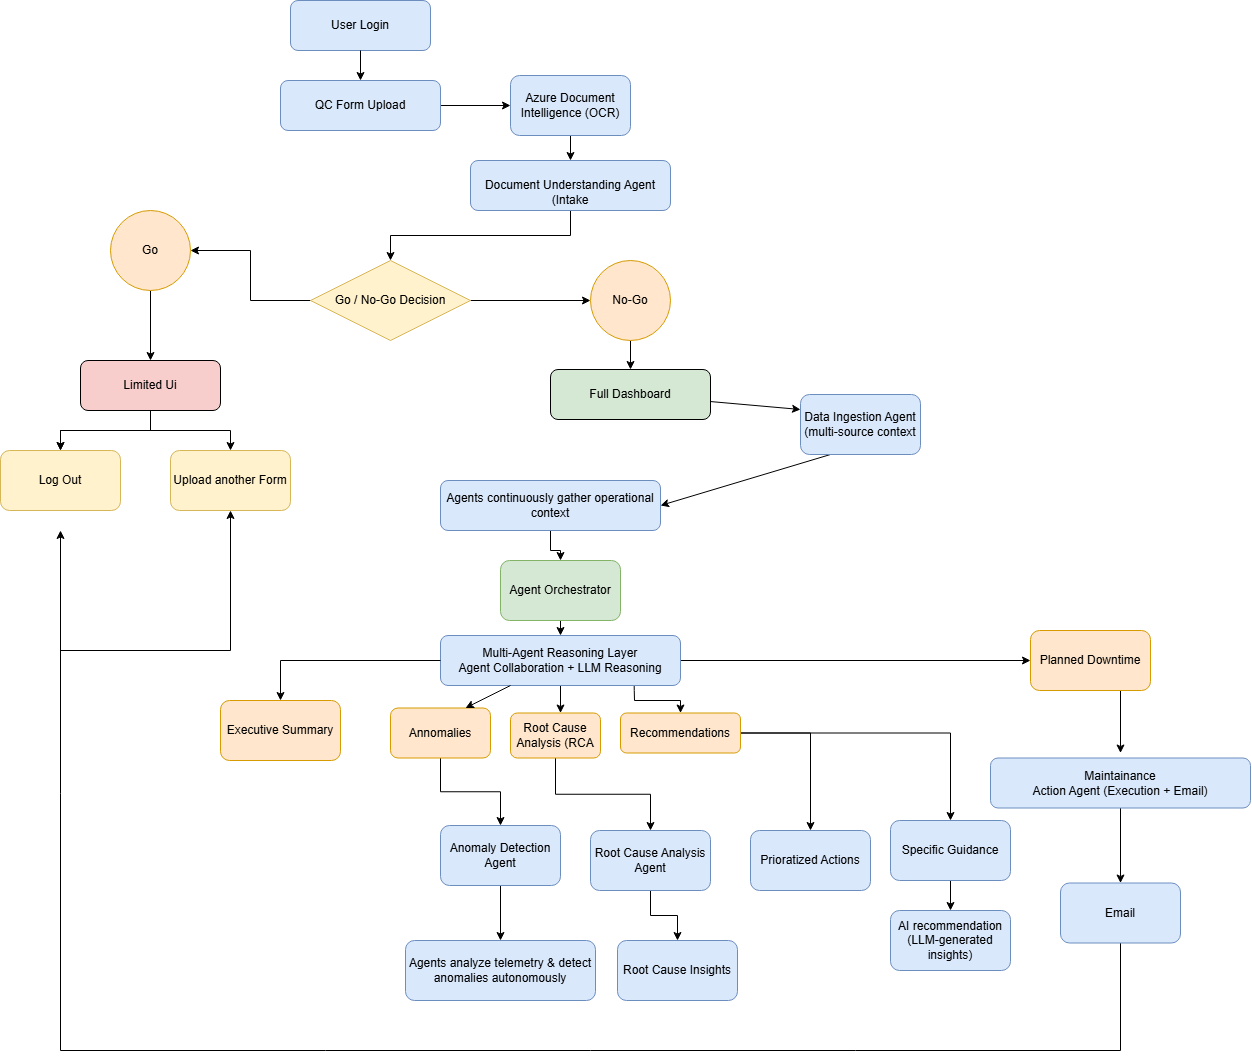 User Login
QC Form Upload
Azure Document
Intelligence (OCR)
Document Understanding Agent
(Intake
Go
Go / No-Go Decision
No-Go
Limited Ui
Full Dashboard
Data Ingestion Agent
(multi-source context
Log Out
Upload another Form
Agents continuously gather operational
context
Agent Orchestrator
Multi-Agent Reasoning Layer
Agent Collaboration + LLM Reasoning
Planned Downtime
Executive Summary
Annomalies
Root Cause
Analysis (RCA
Recommendations
Maintainance
Action Agent (Execution + Email)
Anomaly Detection
Agent
Root Cause Analysis
Agent
Prioratized Actions
Specific Guidance
Email
AI recommendation
(LLM-generated
insights)
Agents analyze telemetry & detect
anomalies autonomously
Root Cause Insights